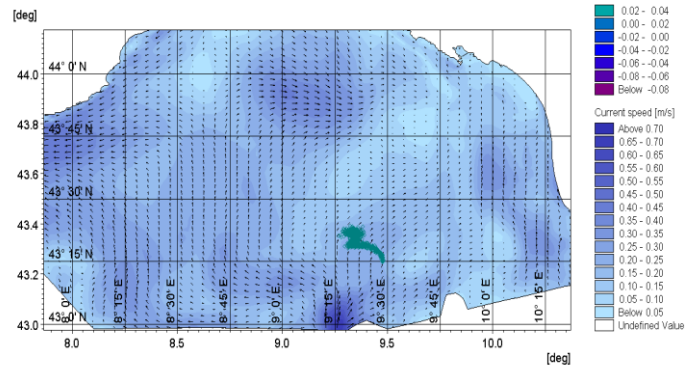 [deg]
[deg]
0.02 - 0.04
0.00 - 0.02
-0.02 - 0.00
-0.04 - -0.02
-0.06 - -0.04
-0.08 - -0.06
Below -0.08
44.0
44° 0' N
43.8
43° 45' N
43.6
43° 30' N
43.4
43° 15' N
43.2
43.0
43° 0' N
8° 0' E
8° 15' E
8° 30' E
8° 45' E
9° 0' E
9° 15' E
9° 30' E
9° 45' E
10° 0' E
10° 15' E
8.0
8.5
9.0
9.5
10.0
[deg]
Current speed [m/s]
Above 0.70
0.65 - 0.70
0.60 - 0.65
0.55 - 0.60
0.50 - 0.55
0.45 - 0.50
0.40 - 0.45
0.35 - 0.40
0.30 - 0.35
0.25 - 0.30
0.20 - 0.25
0.15 - 0.20
0.10 - 0.15
0.05 - 0.10
Below 0.05
Undefined Value